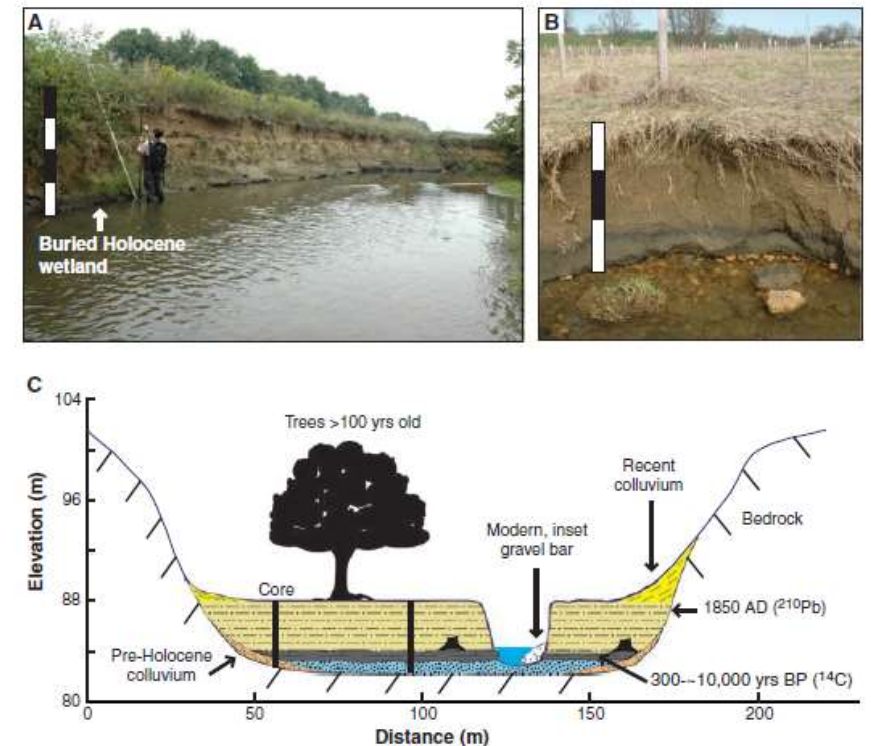 A
B
Buried Holocene
wetland
C
104
96
88
80
Elevation (m)
Trees >100 yrs old
Recent
colluvium
Modern, inset
gravel bar
Bedrock
Core
1850 AD (²¹⁰Pb)
Pre-Holocene
colluvium
300-–10,000 yrs BP (¹⁴C)
0
50
100
150
200
Distance (m)